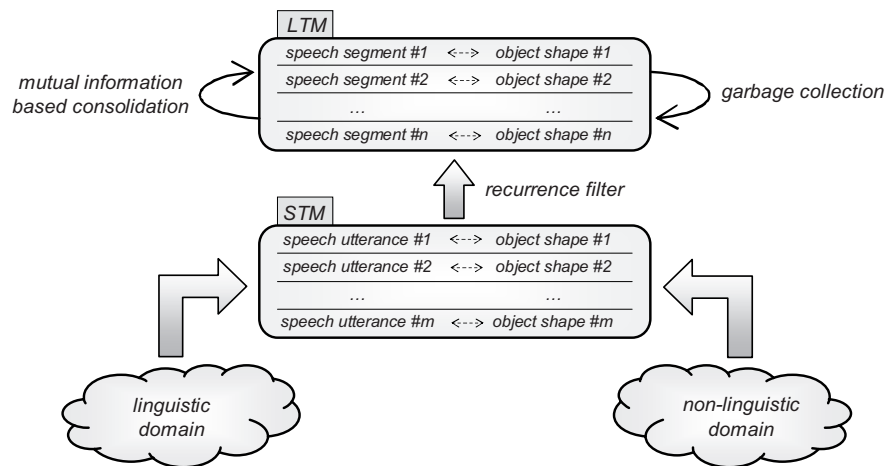 LTM
speech segment #1 <---> object shape #1
speech segment #2 <---> object shape #2
... ...
speech segment #n <---> object shape #n
mutual information
based consolidation
garbage collection
recurrence filter
STM
speech utterance #1 <---> object shape #1
speech utterance #2 <---> object shape #2
... ...
speech utterance #m <---> object shape #m
linguistic
domain
non-linguistic
domain